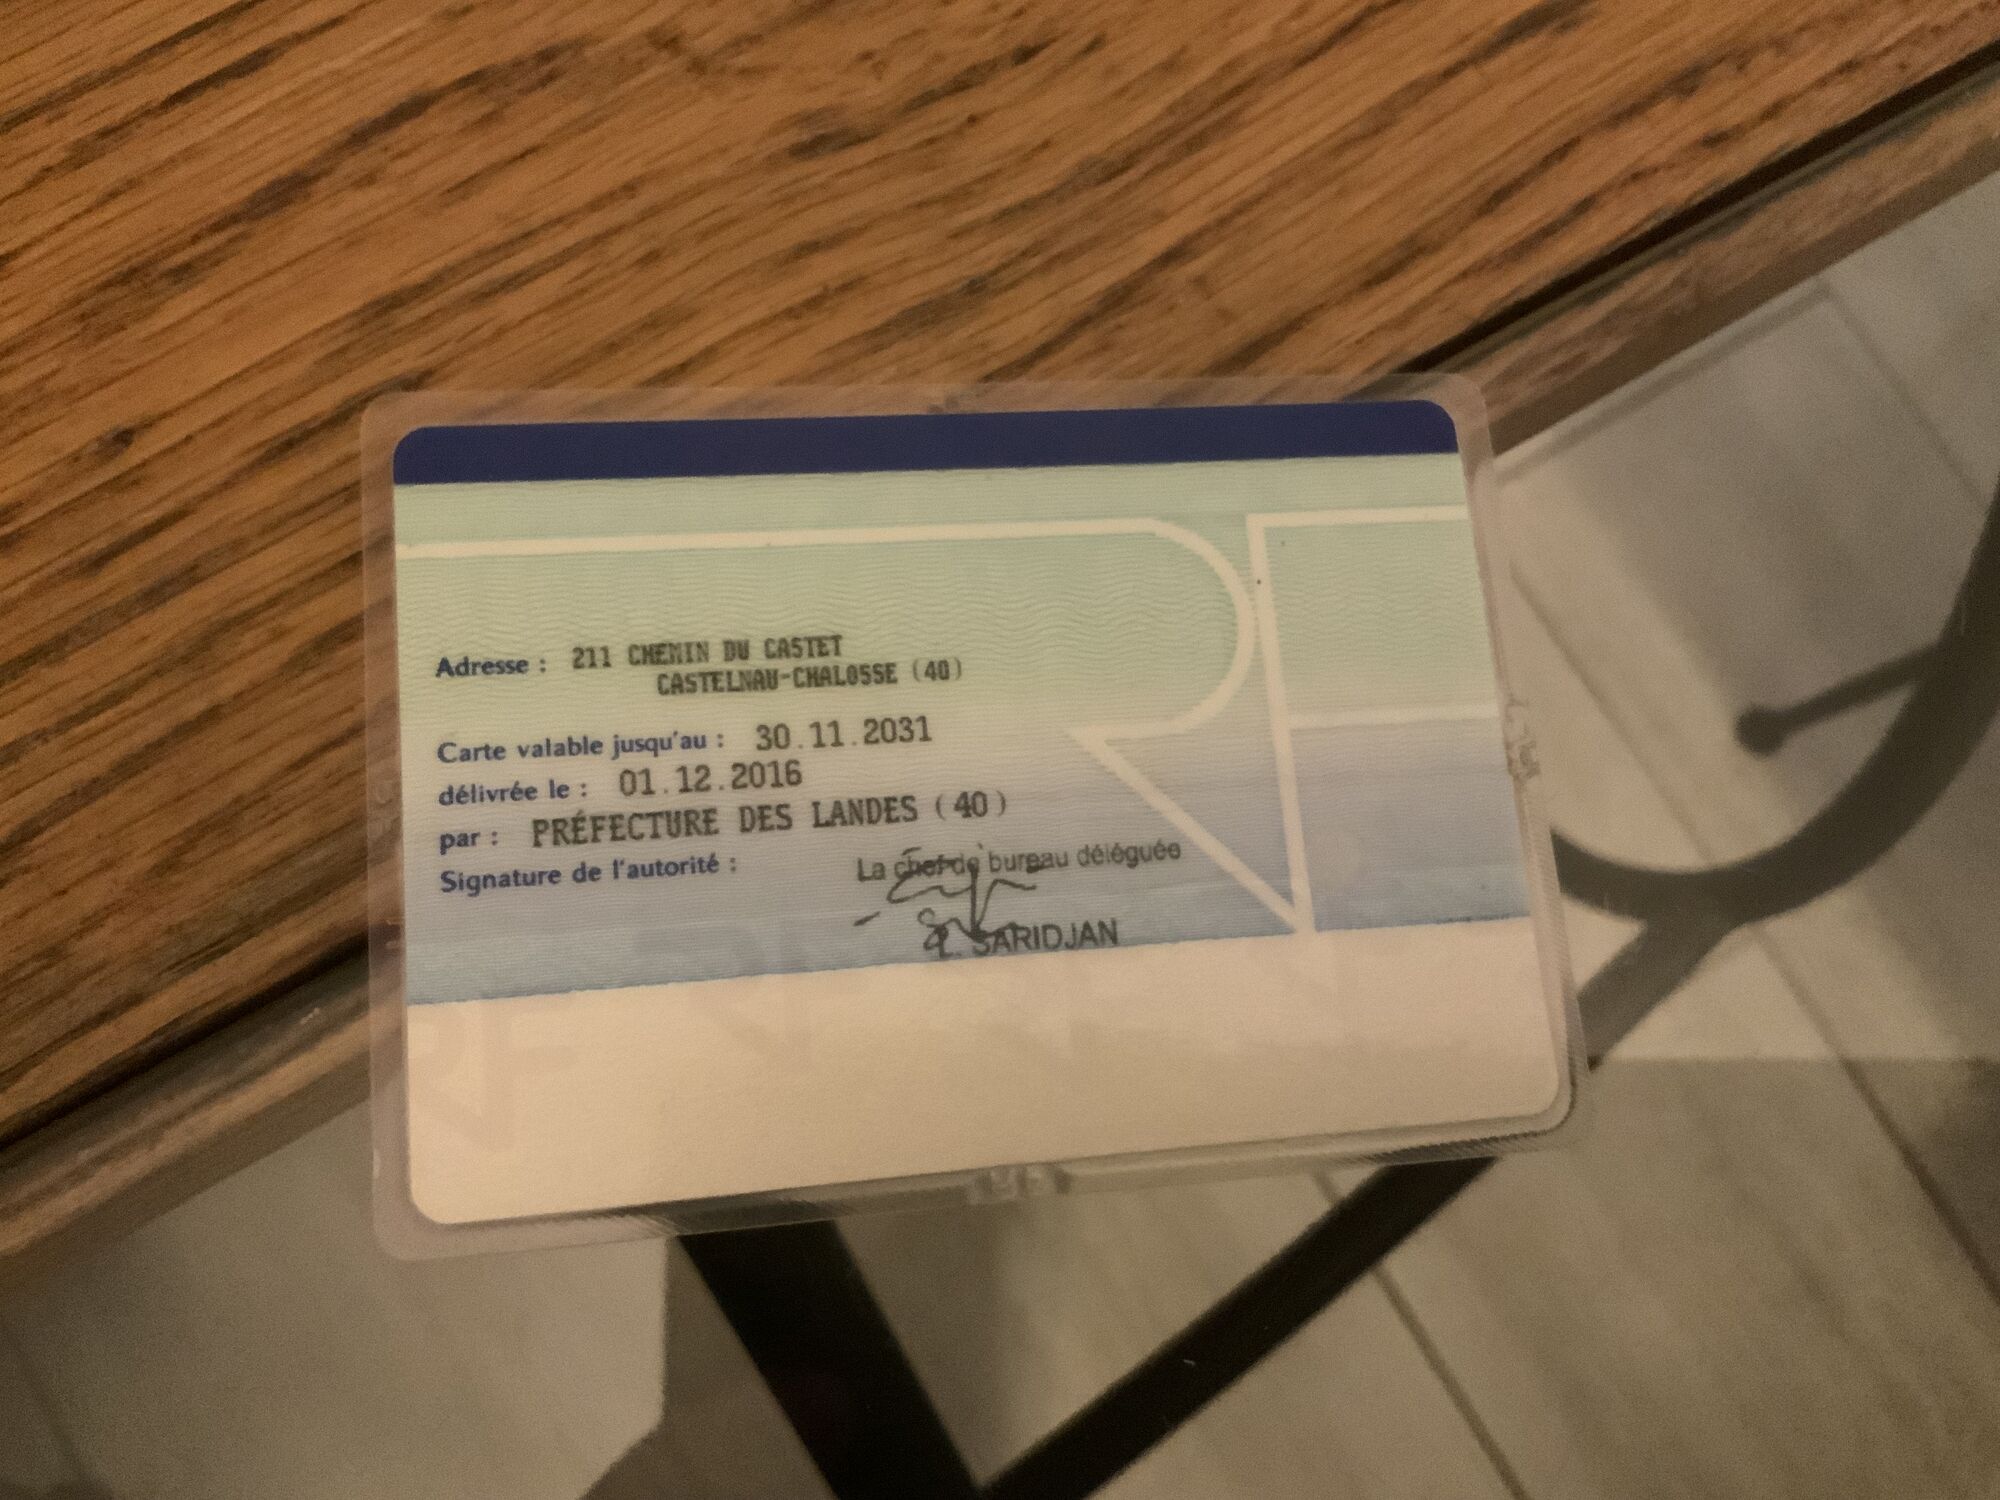 Adresse : 211 CHEMIN DU CASTET
CASTELNAU-CHALOSSE (40)
Carte valable jusqu'au : 30.11.2031
délivrée le : 01.12.2016
par : PRÉFECTURE DES LANDES (40)
Signature de l'autorité :
La chef de bureau déléguée
L. SARIDJAN
RF